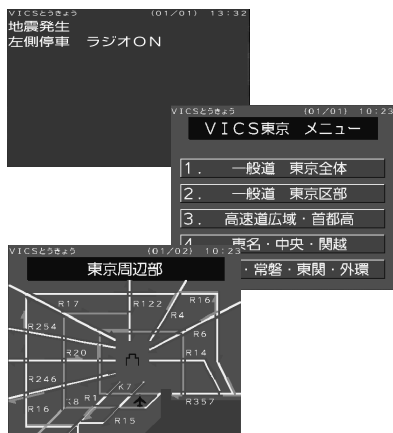 VICSとうきょう (01/01) 13:32
地震発生
左側停車 ラジオON
VICSとうきょう (01/01) 10:23
VICS東京 メニュー
1. 一般道 東京全体
2. 一般道 東京区部
3. 高速道広域・首都高
4. 東名・中央・関越
・常磐・東関・外環
VICSとうきょう (01/02) 10:23
東京周辺部
R17
R122
R164
R4
R254
R6
R20
R14
R246
K7
R16
K8
R1
R357
R15